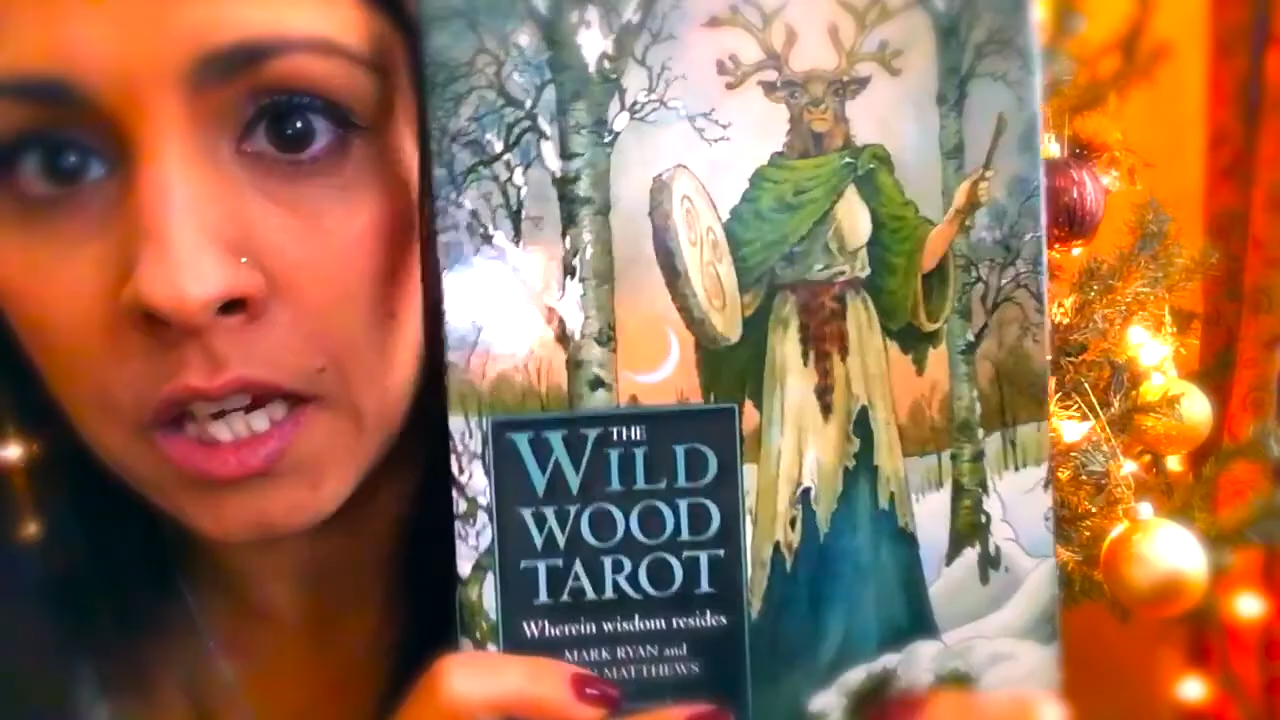 THE
WILD
WOOD
TAROT
Wherein wisdom resides
MARK RYAN and
MATTHEWS